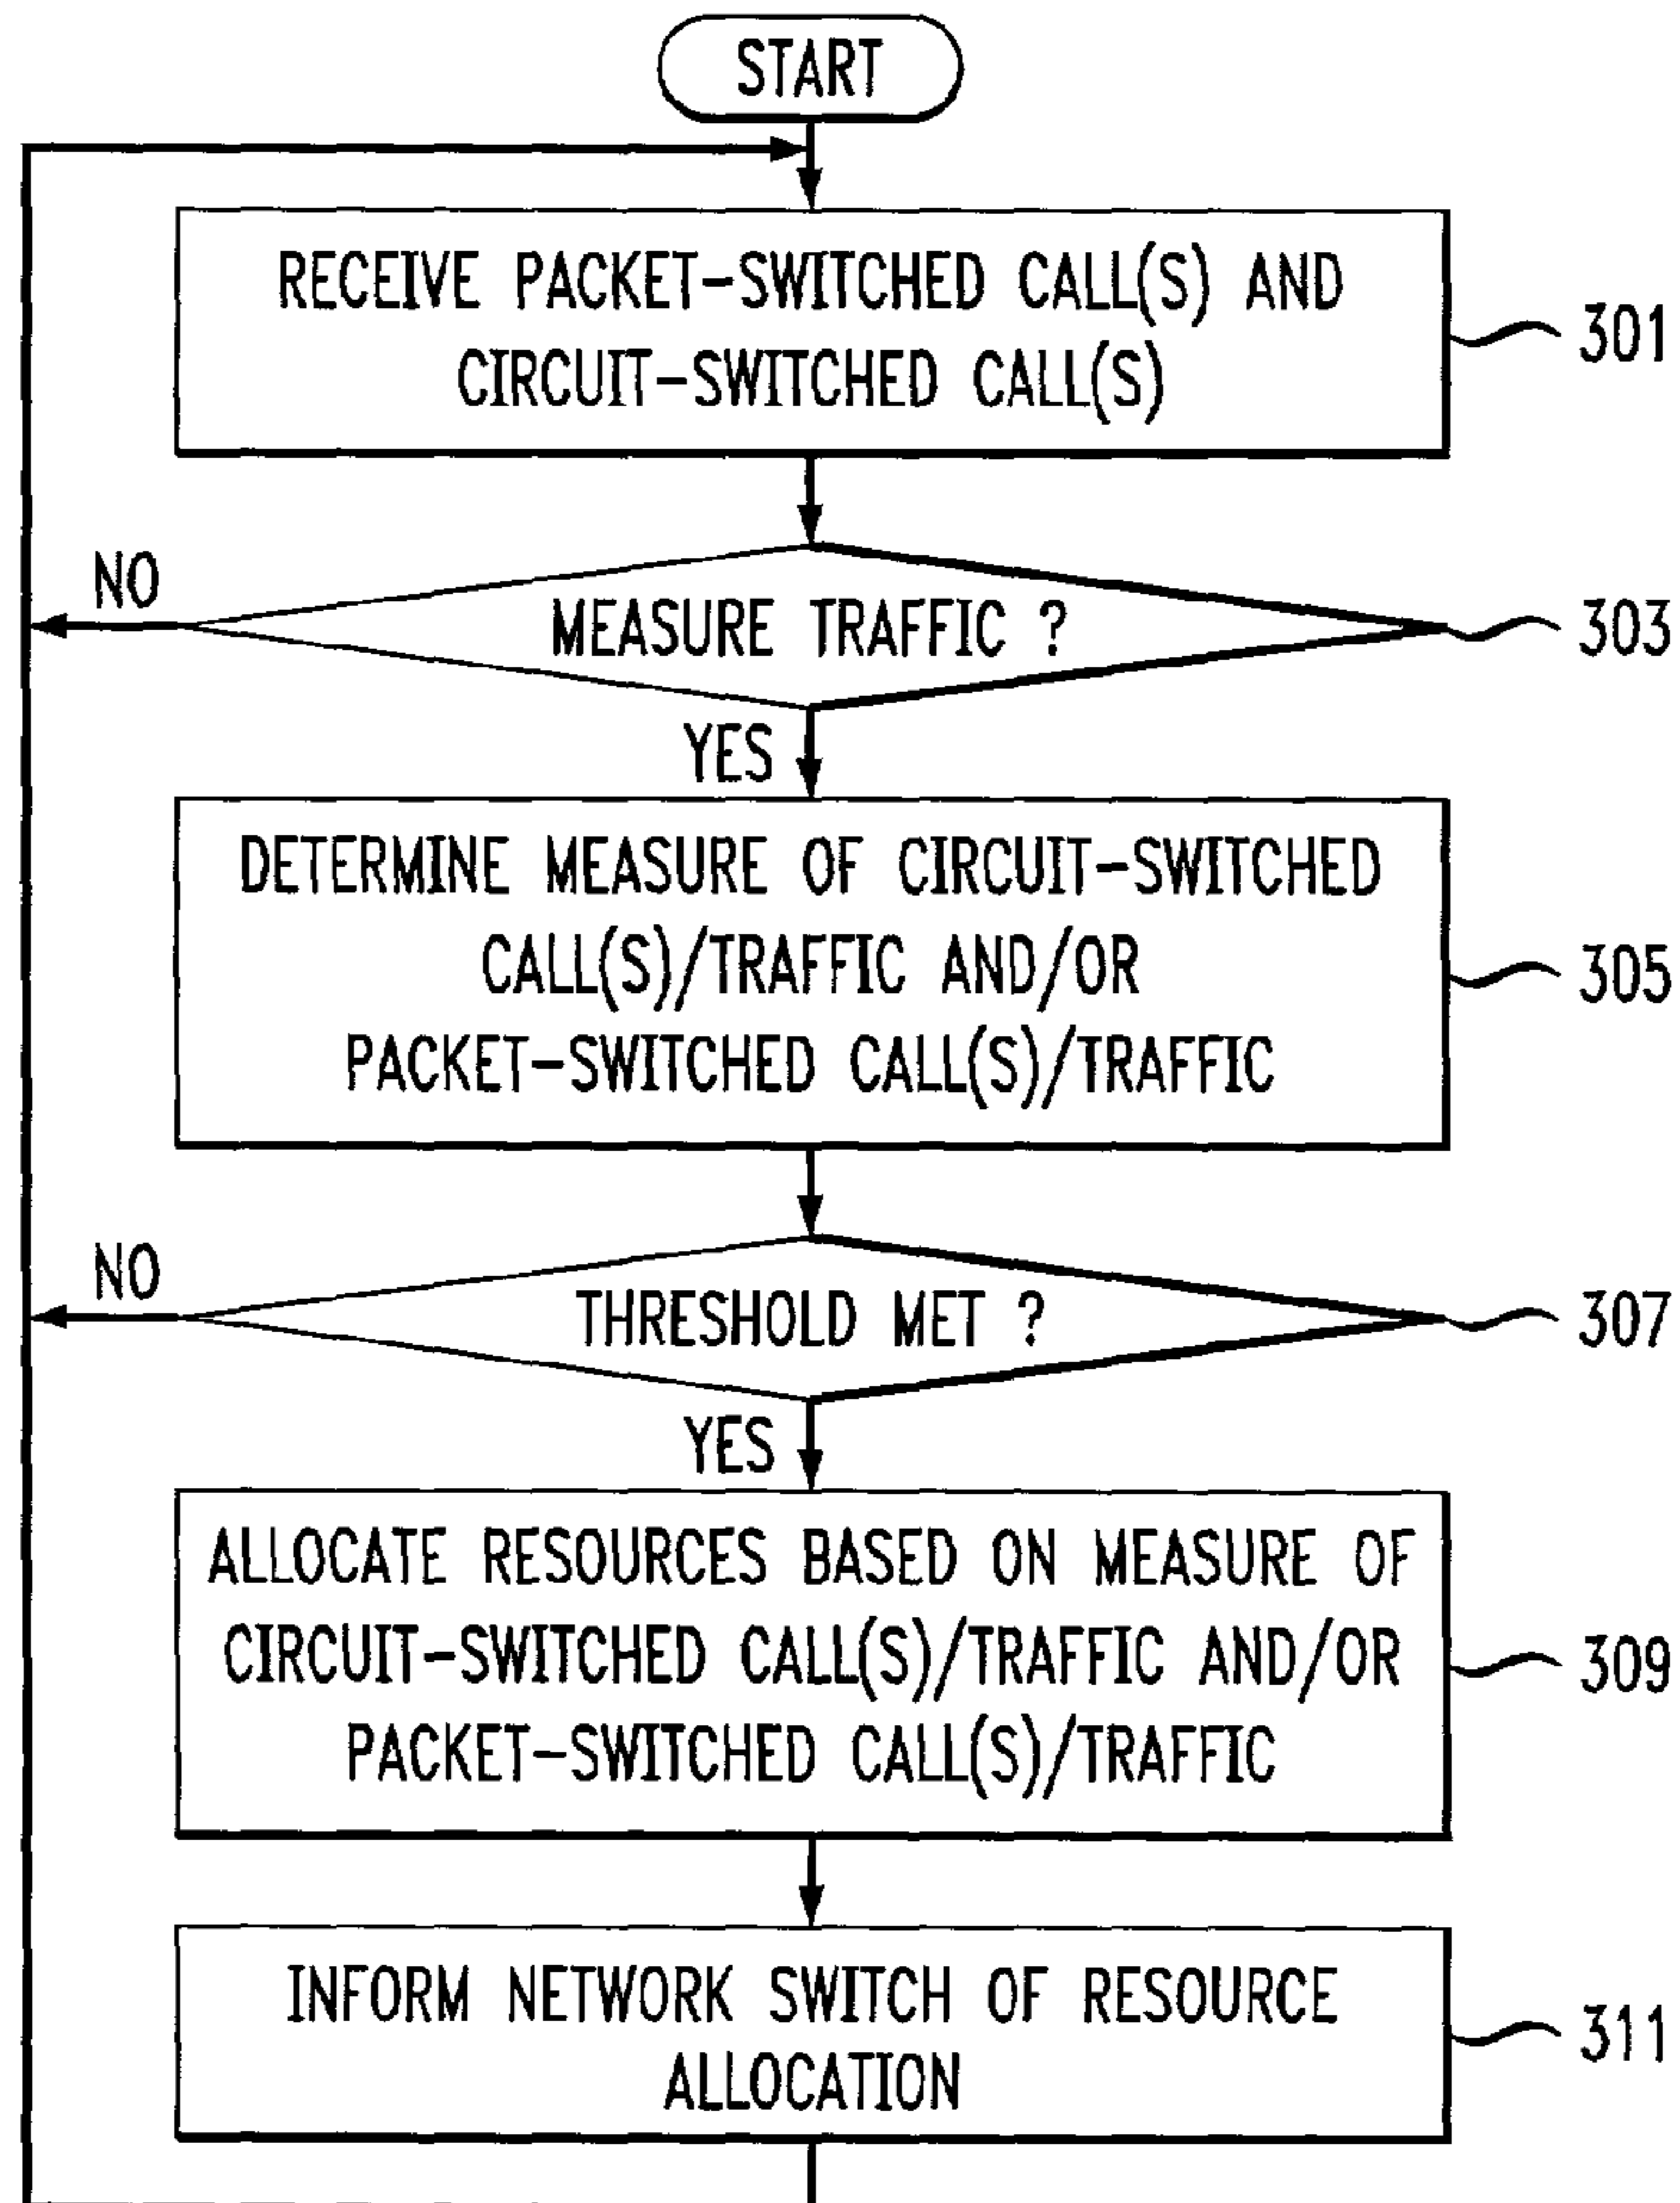 START
RECEIVE PACKET-SWITCHED CALL(S) AND
CIRCUIT-SWITCHED CALL(S)
301
NO
MEASURE TRAFFIC ?
303
YES
DETERMINE MEASURE OF CIRCUIT-SWITCHED
CALL(S)/TRAFFIC AND/OR
PACKET-SWITCHED CALL(S)/TRAFFIC
305
NO
THRESHOLD MET ?
307
YES
ALLOCATE RESOURCES BASED ON MEASURE OF
CIRCUIT-SWITCHED CALL(S)/TRAFFIC AND/OR
PACKET-SWITCHED CALL(S)/TRAFFIC
309
INFORM NETWORK SWITCH OF RESOURCE
ALLOCATION
311